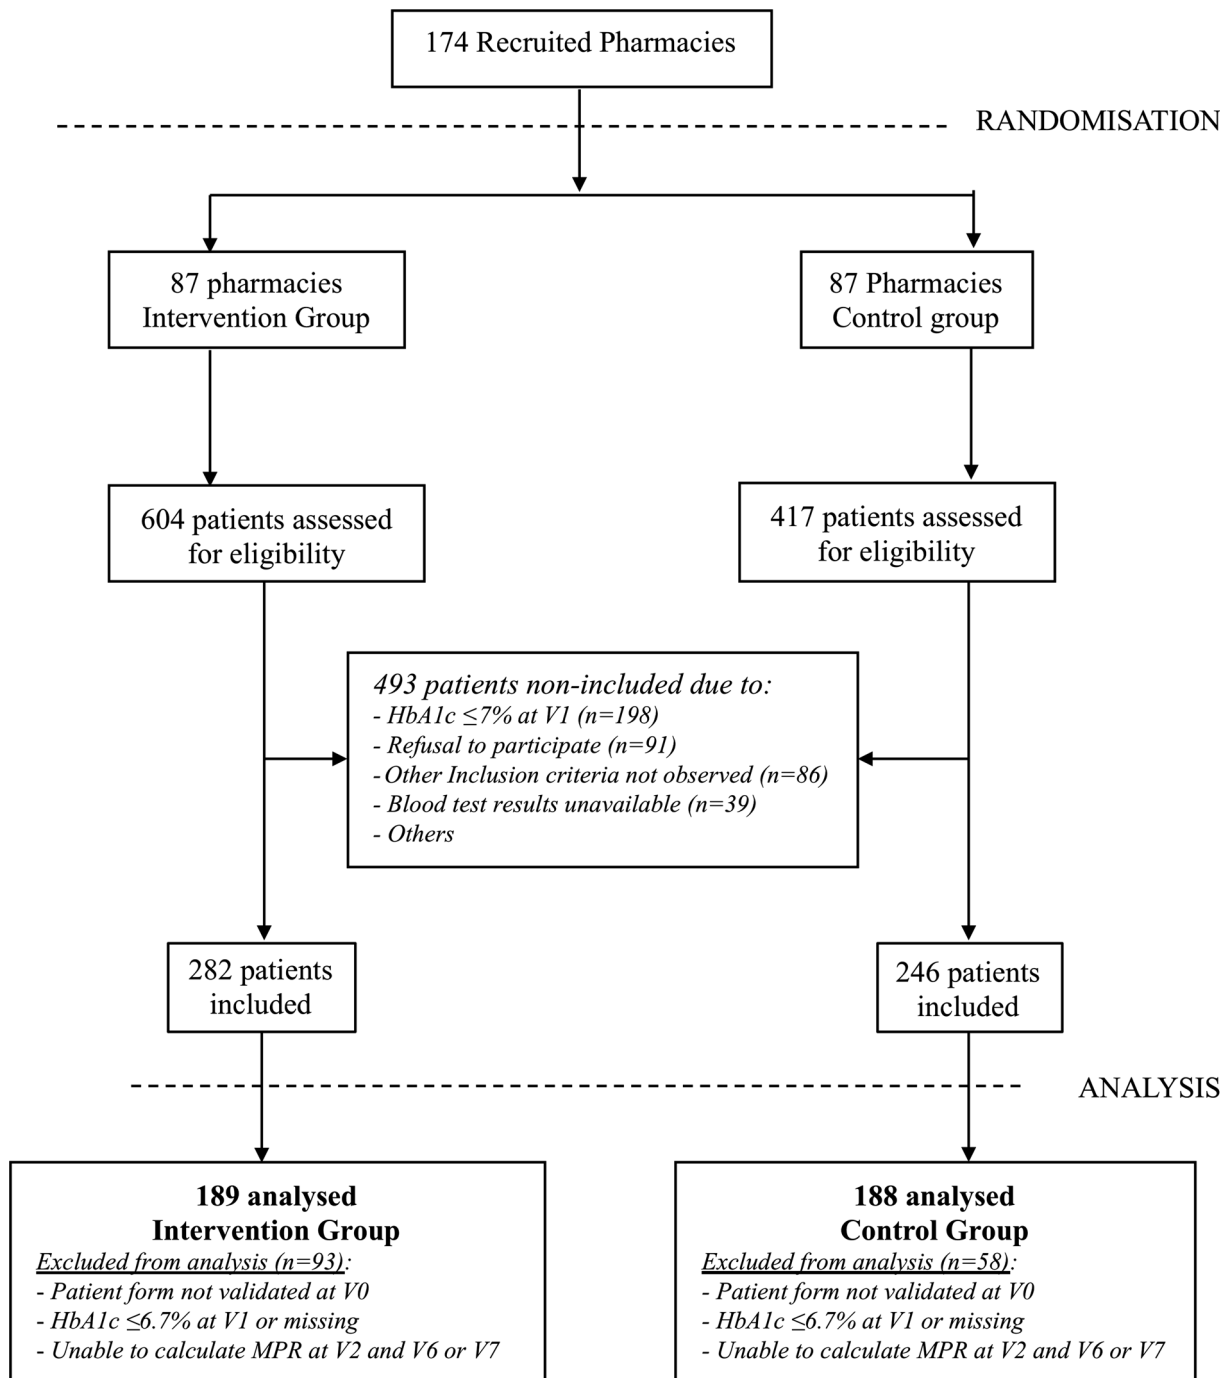 174 Recruited Pharmacies
RANDOMISATION
87 pharmacies
Intervention Group
87 Pharmacies
Control group
604 patients assessed
for eligibility
417 patients assessed
for eligibility
493 patients non-included due to:
- HbA1c ≤7% at V1 (n=198)
- Refusal to participate (n=91)
- Other Inclusion criteria not observed (n=86)
- Blood test results unavailable (n=39)
- Others
282 patients
included
246 patients
included
ANALYSIS
189 analysed
Intervention Group
Excluded from analysis (n=93):
- Patient form not validated at V0
- HbA1c ≤6.7% at V1 or missing
- Unable to calculate MPR at V2 and V6 or V7
188 analysed
Control Group
Excluded from analysis (n=58):
- Patient form not validated at V0
- HbA1c ≤6.7% at V1 or missing
- Unable to calculate MPR at V2 and V6 or V7